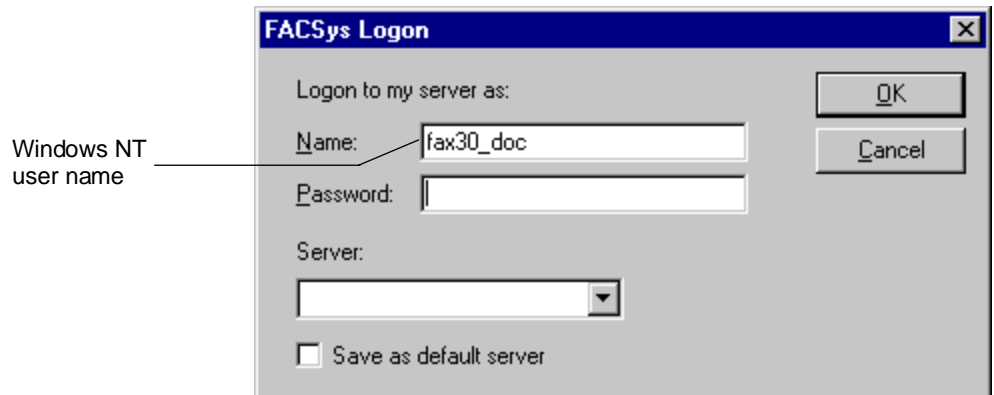 FACSys Logon
Logon to my server as:
OK
Windows NT
user name
Name:
fax30_doc
Cancel
Password:
Server:
Save as default server